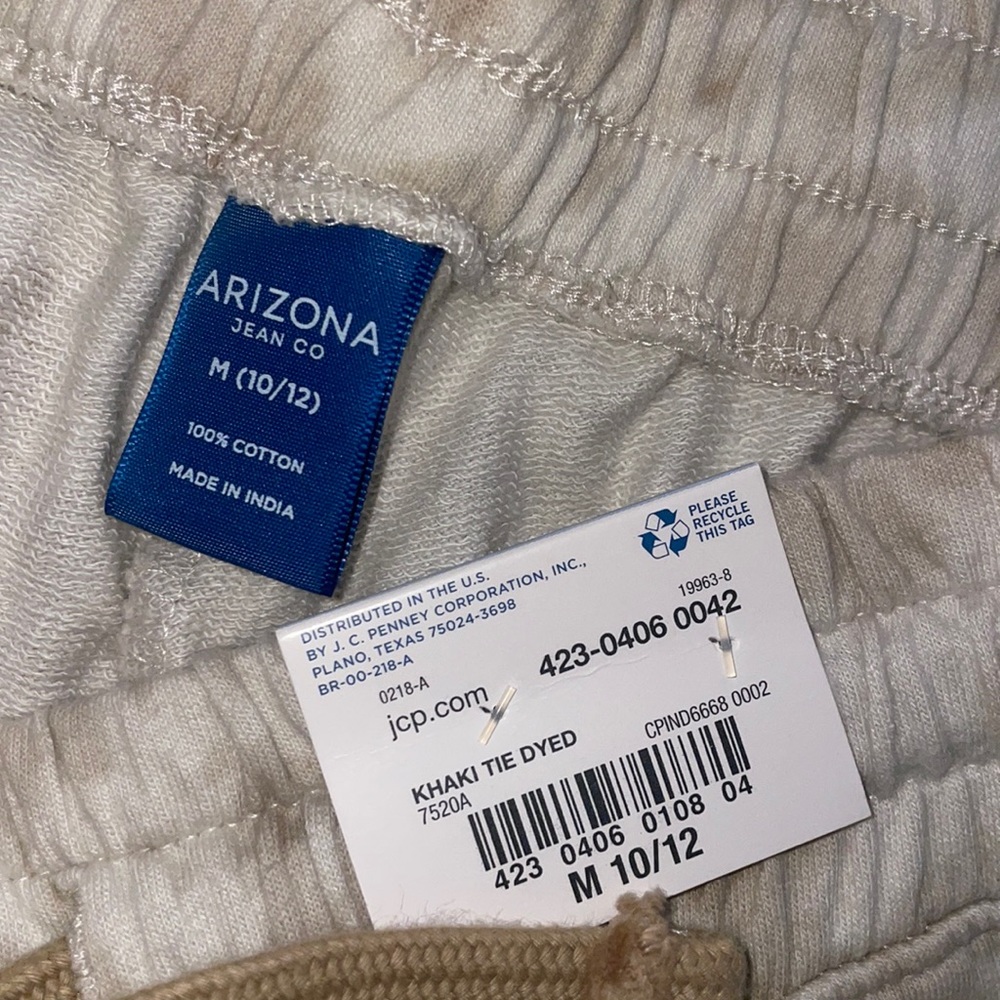 ARIZONA
JEAN CO
M (10/12)
100% COTTON
MADE IN INDIA
PLEASE
RECYCLE
THIS TAG
DISTRIBUTED IN THE U.S.
BY J. C. PENNEY CORPORATION, INC.,
PLANO, TEXAS 75024-3698
BR-00-218-A
19963-8
0218-A
423-0406 0042
jcp.com
KHAKI TIE DYED
CPIND6668 0002
7520A
423 0406 0108 04
M 10/12